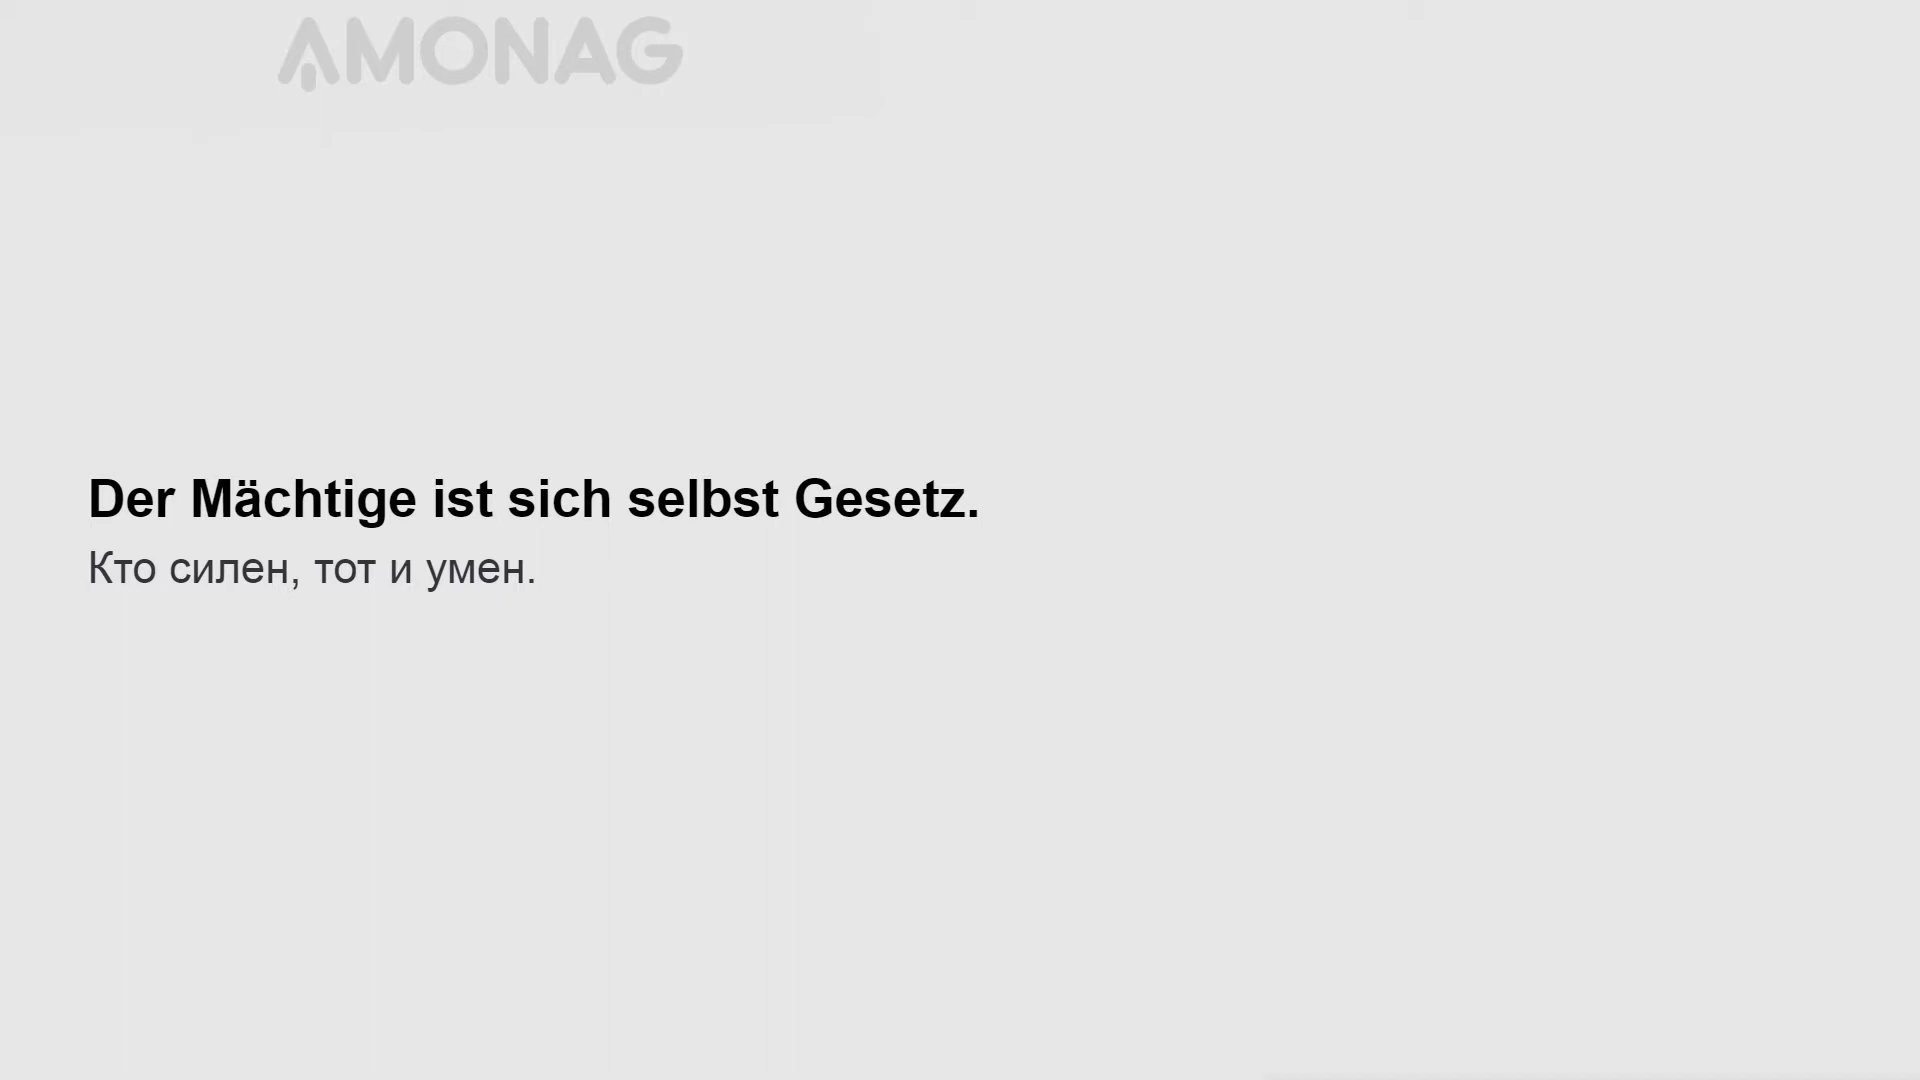 AMONAG
Der Mächtige ist sich selbst Gesetz.
Кто силен, тот и умен.